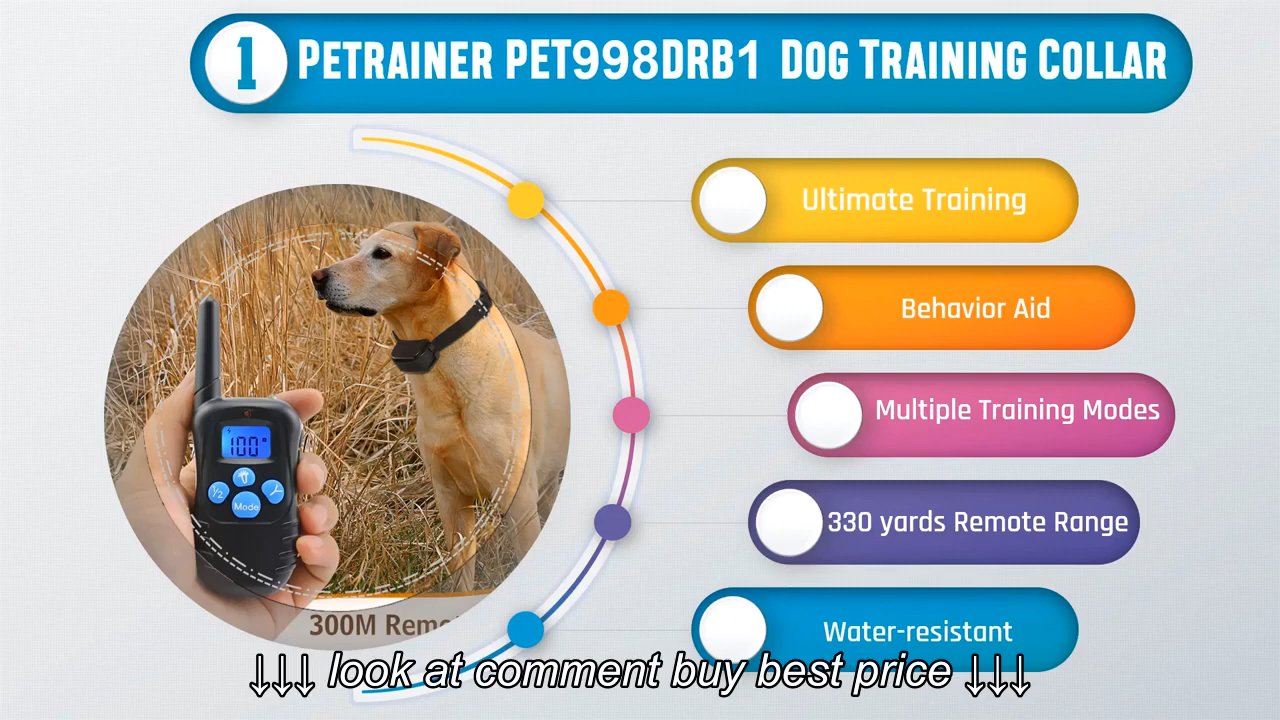 1 PETRAINER PET998DRB1 DOG TRAINING COLLAR
Ultimate Training
Behavior Aid
Multiple Training Modes
330 yards Remote Range
Water-resistant
100
1/2
Mode
300M Remo
↓↓↓ look at comment buy best price ↓↓↓